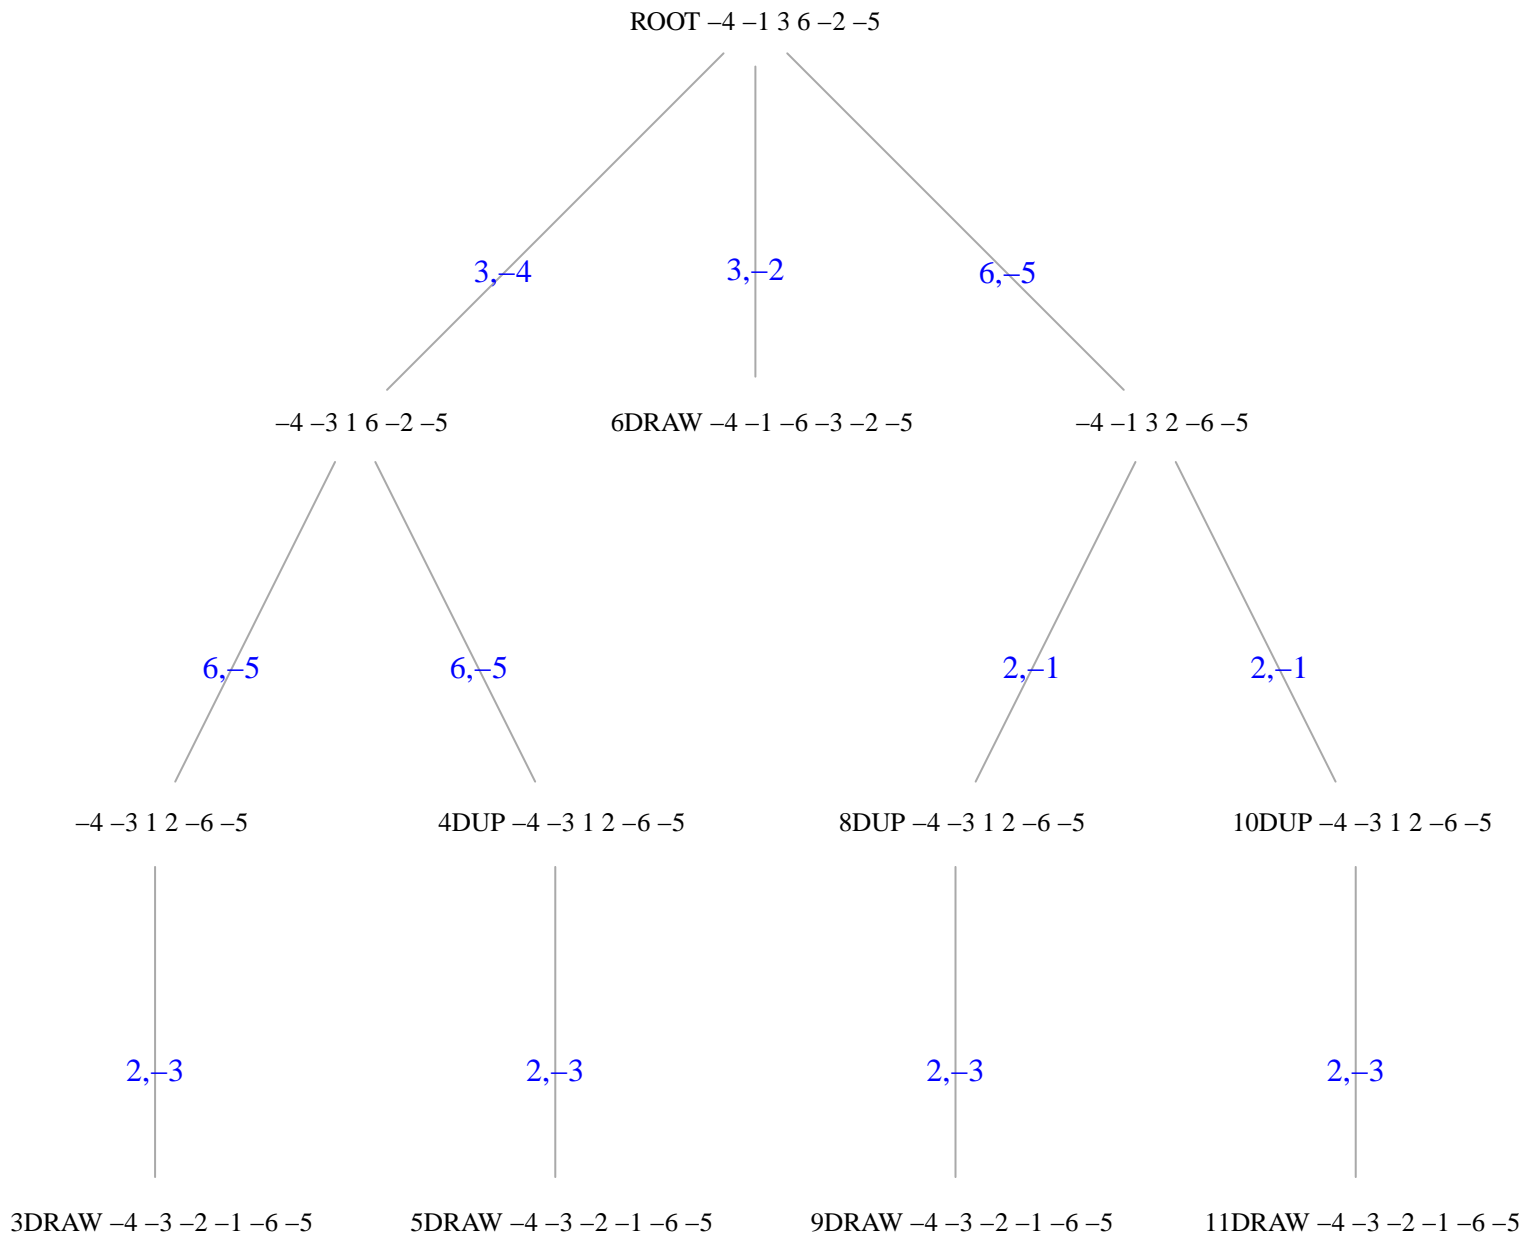 ROOT –4 –1 3 6 –2 –5
3,–4
3,–2
6,–5
–4 –3 1 6 –2 –5
6DRAW –4 –1 –6 –3 –2 –5
–4 –1 3 2 –6 –5
6,–5
6,–5
2,–1
2,–1
–4 –3 1 2 –6 –5
4DUP –4 –3 1 2 –6 –5
8DUP –4 –3 1 2 –6 –5
10DUP –4 –3 1 2 –6 –5
2,–3
2,–3
2,–3
2,–3
3DRAW –4 –3 –2 –1 –6 –5
5DRAW –4 –3 –2 –1 –6 –5
9DRAW –4 –3 –2 –1 –6 –5
11DRAW –4 –3 –2 –1 –6 –5